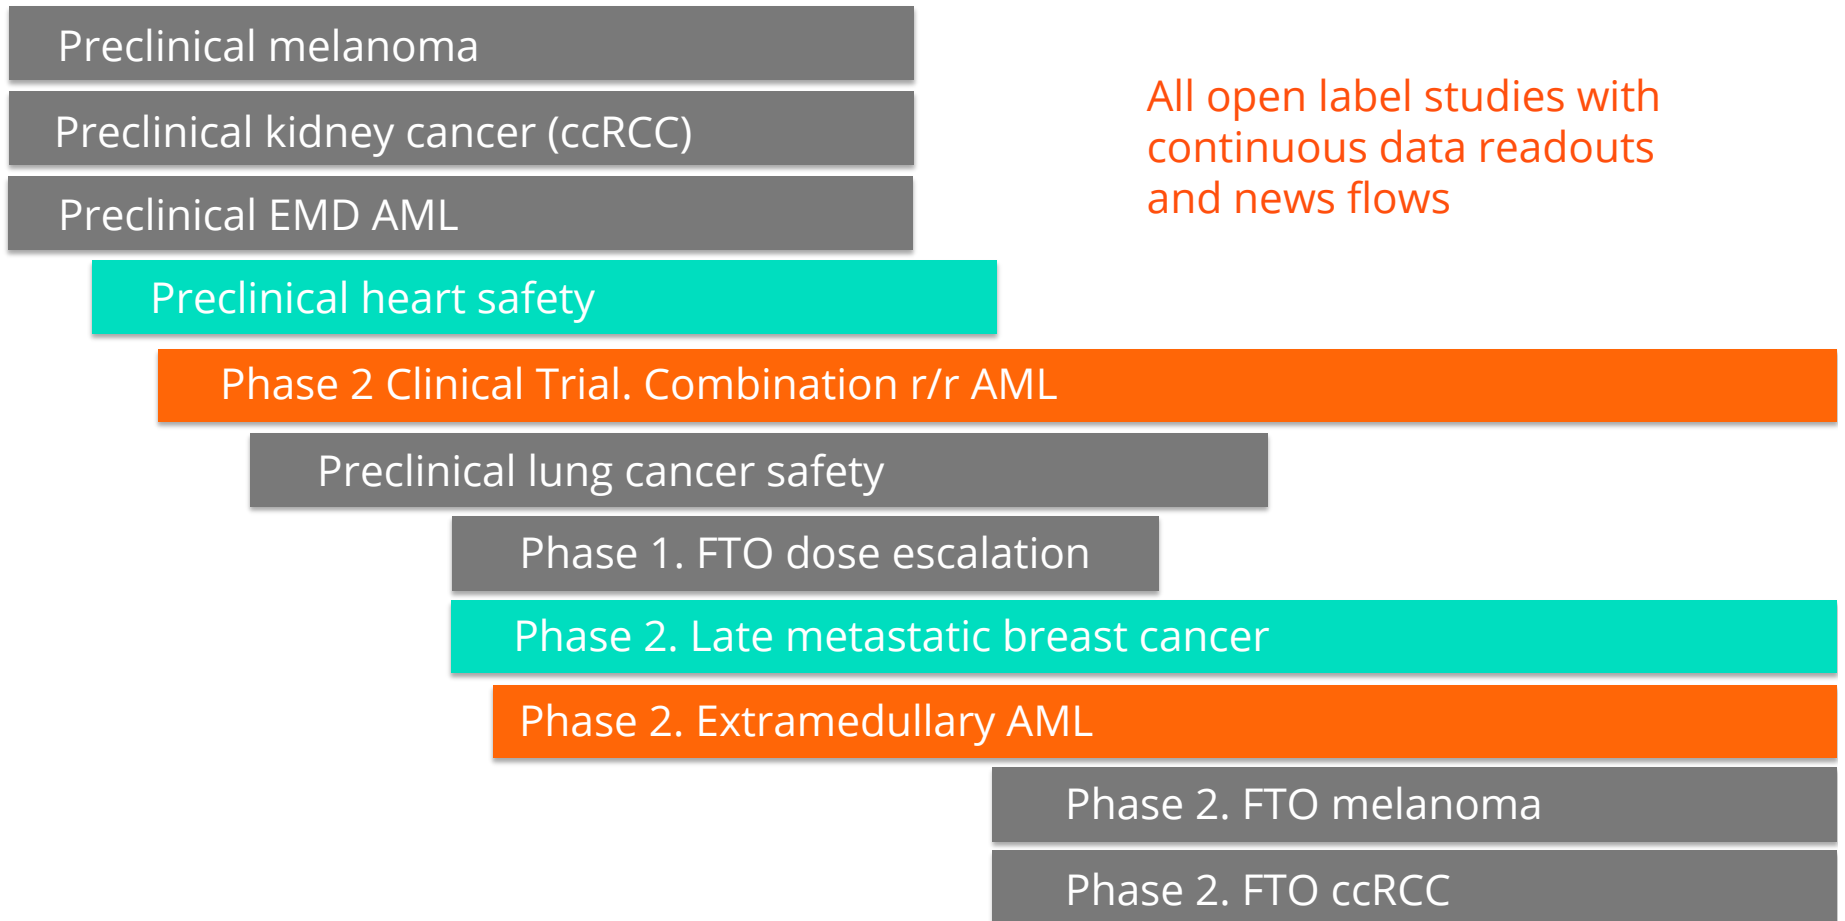 Preclinical melanoma
Preclinical kidney cancer (ccRCC)
Preclinical EMD AML
All open label studies with
continuous data readouts
and news flows
Preclinical heart safety
Phase 2 Clinical Trial. Combination r/r AML
Preclinical lung cancer safety
Phase 1. FTO dose escalation
Phase 2. Late metastatic breast cancer
Phase 2. Extramedullary AML
Phase 2. FTO melanoma
Phase 2. FTO ccRCC